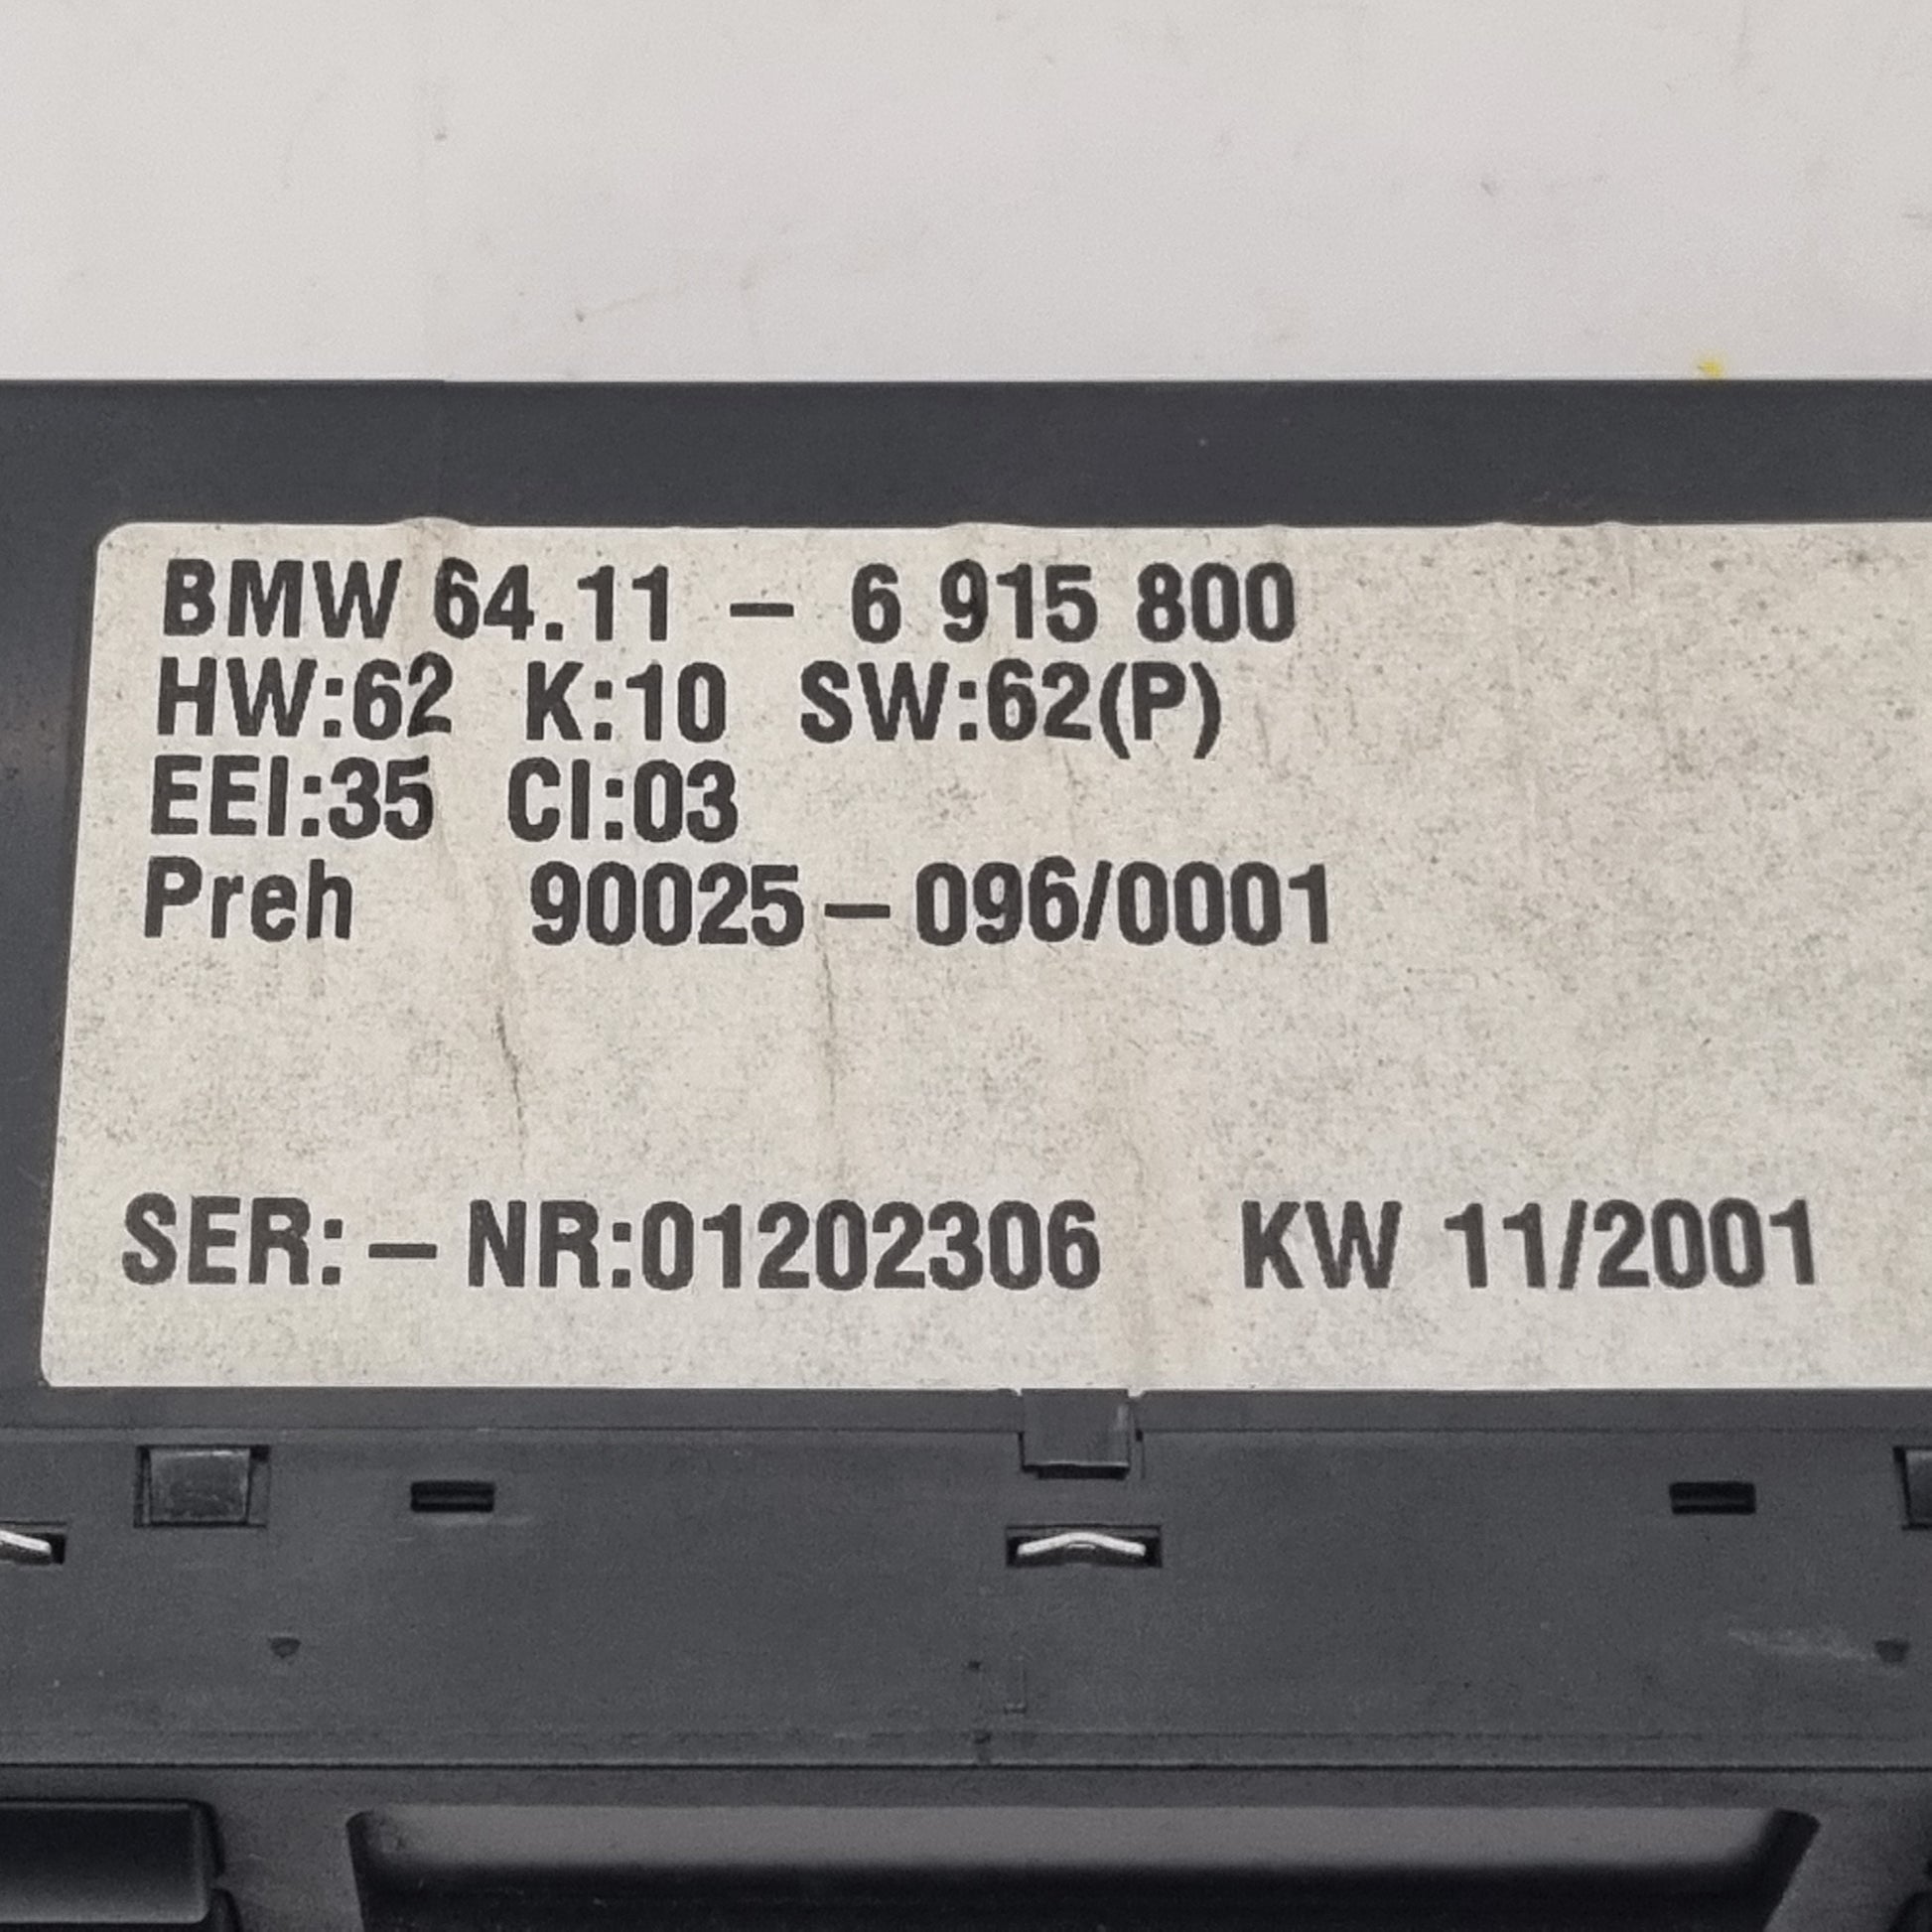 BMW 64.11 – 6 915 800
HW:62 K:10 SW:62(P)
EEI:35 CI:03
Preh 90025–096/0001
SER:–NR:01202306 KW 11/2001